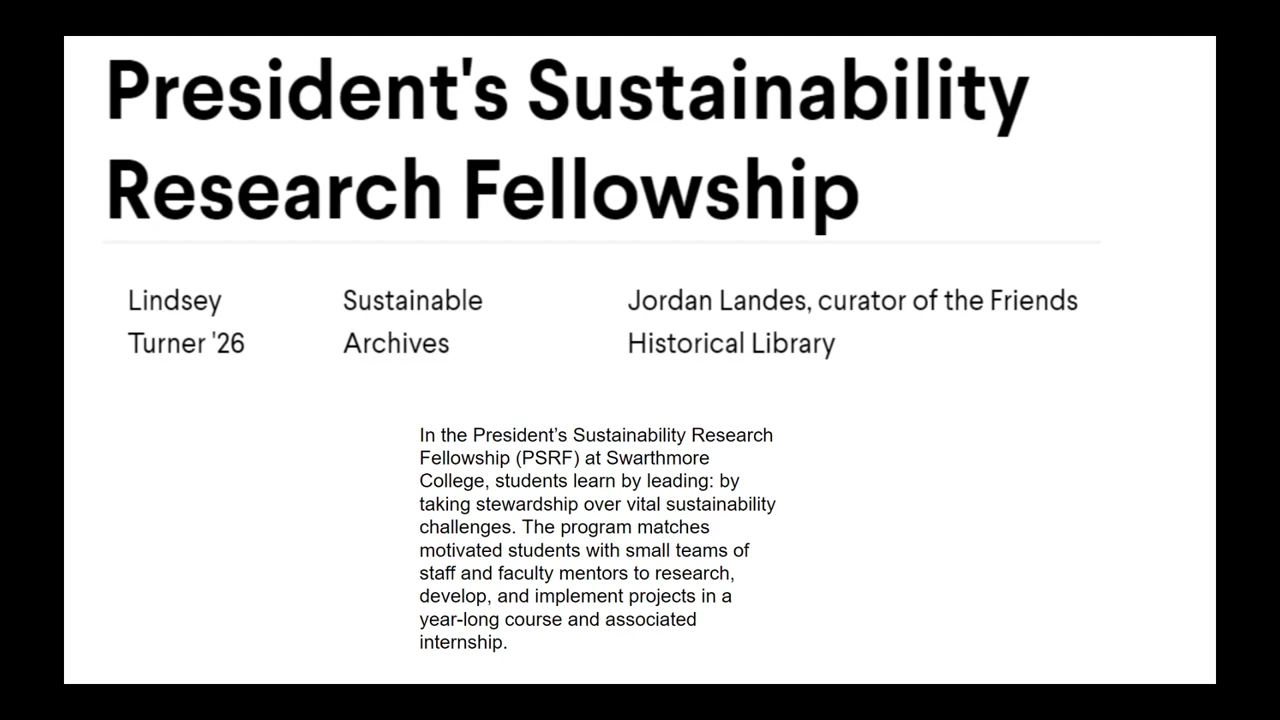 President's Sustainability
Research Fellowship
Lindsey
Turner '26
Sustainable
Archives
Jordan Landes, curator of the Friends
Historical Library
In the President’s Sustainability Research
Fellowship (PSRF) at Swarthmore
College, students learn by leading: by
taking stewardship over vital sustainability
challenges. The program matches
motivated students with small teams of
staff and faculty mentors to research,
develop, and implement projects in a
year-long course and associated
internship.